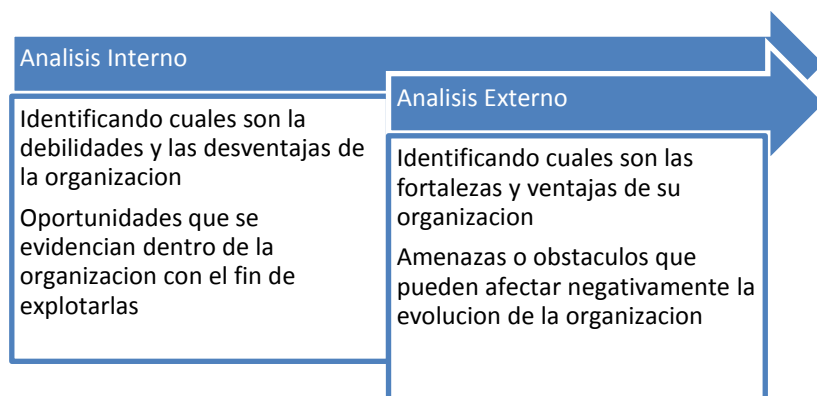 Analisis Interno
Identificando cuales son la
debilidades y las desventajas de
la organizacion
Oportunidades que se
evidencian dentro de la
organizacion con el fin de
explotarlas
Analisis Externo
Identificando cuales son las
fortalezas y ventajas de su
organizacion
Amenazas o obstaculos que
pueden afectar negativamente la
evolucion de la organizacion